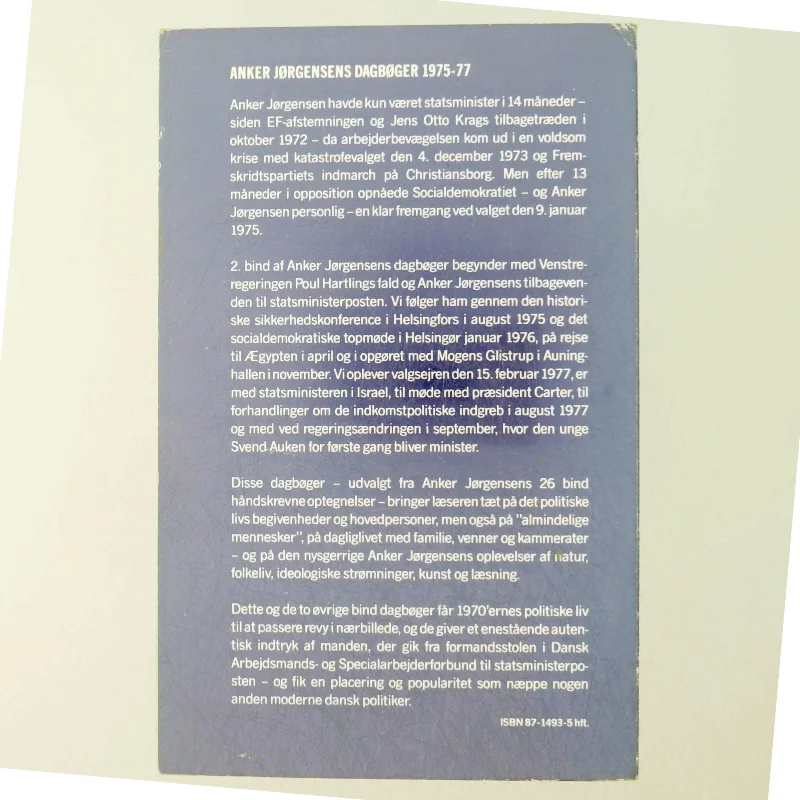 ANKER JØRGENSENS DAGBØGER 1975-77
Anker Jørgensen havde kun været statsminister i 14 måneder –
siden EF-afstemningen og Jens Otto Krags tilbagetræden i
oktober 1972 – da arbejderbevægelsen kom ud i en voldsom
krise med katastrofevalget den 4. december 1973 og Frem-
skridtspartiets indmarch på Christiansborg. Men efter 13
måneder i opposition opnåede Socialdemokratiet – og Anker
Jørgensen personlig – en klar fremgang ved valget den 9. januar
1975.
2. bind af Anker Jørgensens dagbøger begynder med Venstre-
regeringen Poul Hartlings fald og Anker Jørgensens tilbageven-
den til statsministerposten. Vi følger ham gennem den histori-
ske sikkerhedskonference i Helsingfors i august 1975 og det
socialdemokratiske topmøde i Helsingør januar 1976, på rejse
til Ægypten i april og i opgøret med Mogens Glistrup i Auning-
hallen i november. Vi oplever valgsejren den 15. februar 1977, er
med statsministeren i Israel, til møde med præsident Carter, til
forhandlinger om de indkomstpolitiske indgreb i august 1977
og med ved regeringsændringen i september, hvor den unge
Svend Auken for første gang bliver minister.
Disse dagbøger – udvalgt fra Anker Jørgensens 26 bind
håndskrevne optegnelser – bringer læseren tæt på det politiske
livs begivenheder og hovedpersoner, men også på "almindelige
mennesker", på dagliglivet med familie, venner og kammerater
– og på den nysgerrige Anker Jørgensens oplevelser af natur,
folkeliv, ideologiske strømninger, kunst og læsning.
Dette og de to øvrige bind dagbøger får 1970'ernes politiske liv
til at passere revy i nærbillede, og de giver et enestående auten-
tisk indtryk af manden, der gik fra formandsstolen i Dansk
Arbejdsmands- og Specialarbejderforbund til statsministerpo-
sten – og fik en placering og popularitet som næppe nogen
anden moderne dansk politiker.
ISBN 87-1493-5 hft.